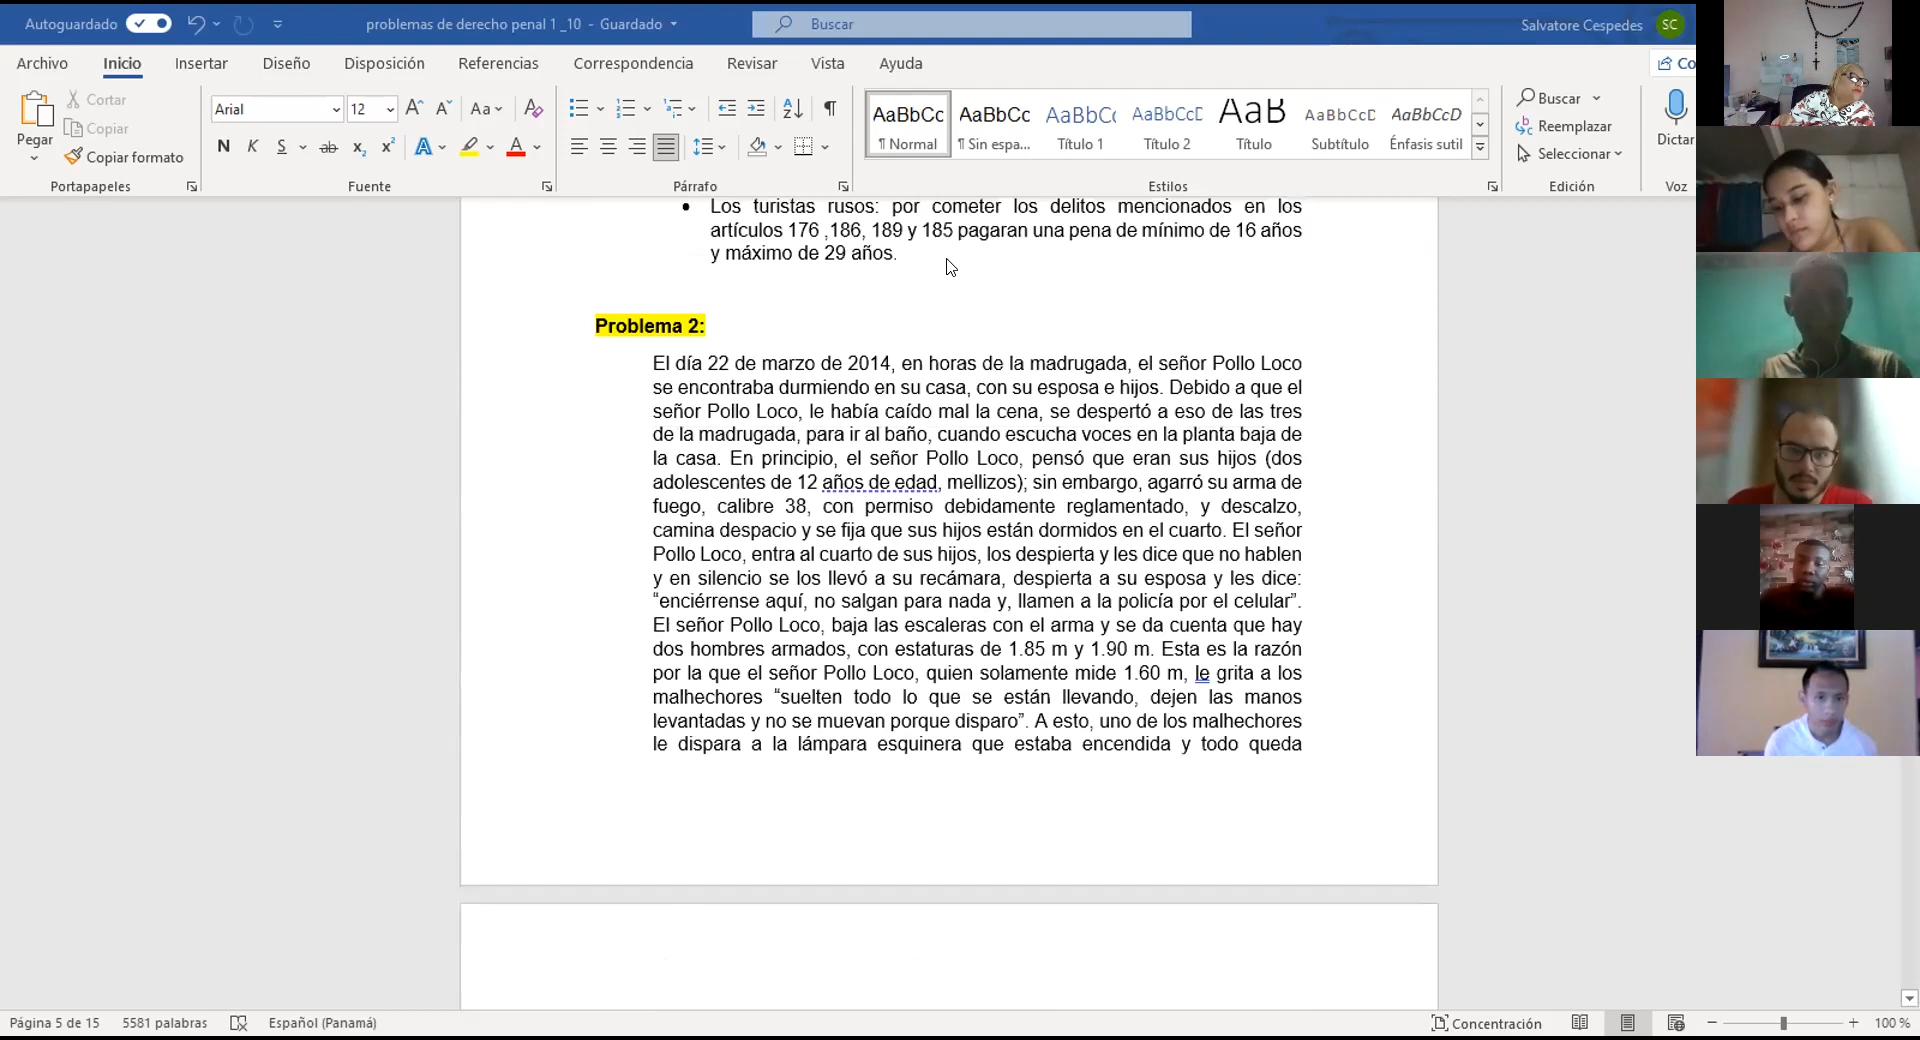 Autoguardado
problemas de derecho penal 1 _10 - Guardado
Buscar
Salvatore Cespedes
SC
Archivo Inicio Insertar Diseño Disposición Referencias Correspondencia Revisar Vista Ayuda
Co
Pegar
Cortar
Copiar
Copiar formato
Portapapeles
Arial
12
Aa
N K S ab x₂ x²
Fuente
Párrafo
AaBbCc
¶ Normal
AaBbCc
¶ Sin espa...
AaBbC
Título 1
AaBbCcD
Título 2
AaB
Título
AaBbCcD
Subtítulo
AaBbCcD
Énfasis sutil
Estilos
Buscar
Reemplazar
Seleccionar
Edición
Dictar
Voz
• Los turistas rusos: por cometer los delitos mencionados en los
artículos 176 ,186, 189 y 185 pagaran una pena de mínimo de 16 años
y máximo de 29 años.
Problema 2:
El día 22 de marzo de 2014, en horas de la madrugada, el señor Pollo Loco
se encontraba durmiendo en su casa, con su esposa e hijos. Debido a que el
señor Pollo Loco, le había caído mal la cena, se despertó a eso de las tres
de la madrugada, para ir al baño, cuando escucha voces en la planta baja de
la casa. En principio, el señor Pollo Loco, pensó que eran sus hijos (dos
adolescentes de 12 años de edad, mellizos); sin embargo, agarró su arma de
fuego, calibre 38, con permiso debidamente reglamentado, y descalzo,
camina despacio y se fija que sus hijos están dormidos en el cuarto. El señor
Pollo Loco, entra al cuarto de sus hijos, los despierta y les dice que no hablen
y en silencio se los llevó a su recámara, despierta a su esposa y les dice:
“enciérrense aquí, no salgan para nada y, llamen a la policía por el celular”.
El señor Pollo Loco, baja las escaleras con el arma y se da cuenta que hay
dos hombres armados, con estaturas de 1.85 m y 1.90 m. Esta es la razón
por la que el señor Pollo Loco, quien solamente mide 1.60 m, le grita a los
malhechores “suelten todo lo que se están llevando, dejen las manos
levantadas y no se muevan porque disparo”. A esto, uno de los malhechores
le dispara a la lámpara esquinera que estaba encendida y todo queda
Página 5 de 15
5581 palabras
Español (Panamá)
Concentración
100 %